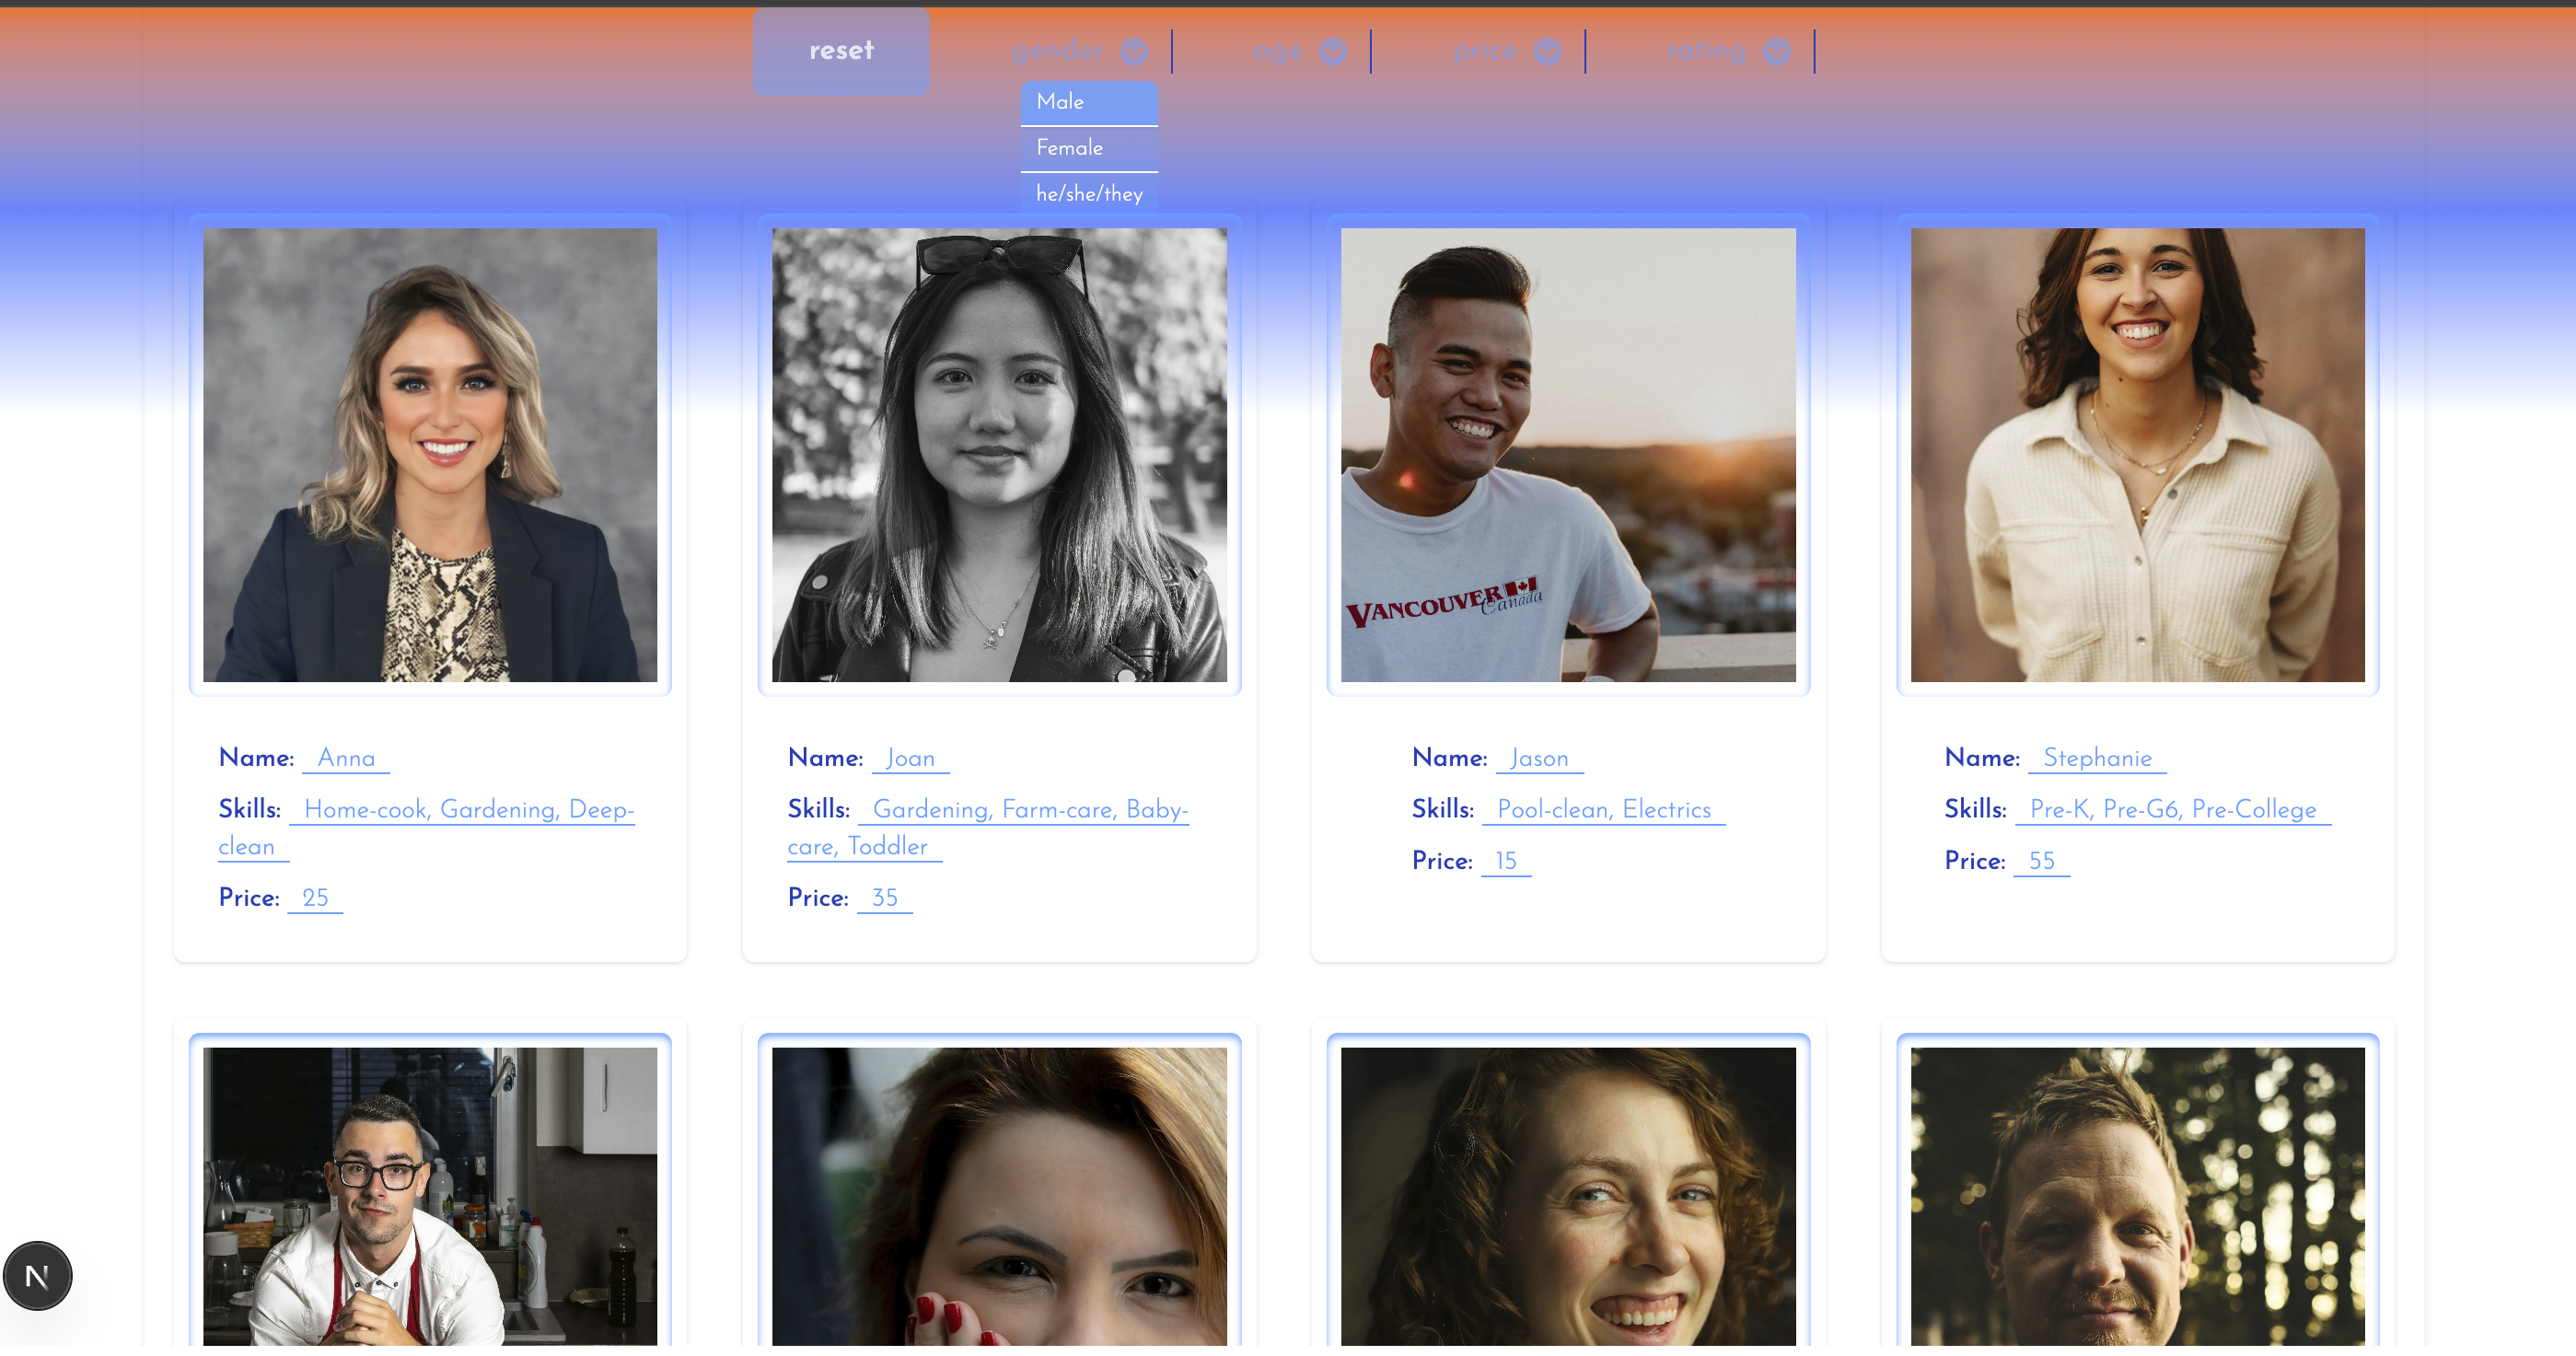 reset gender age price rating
Male
Female
he/she/they
VANCOUVER
Canada
Name: Anna
Skills: Home-cook, Gardening, Deep-
clean
Price: 25
Name: Joan
Skills: Gardening, Farm-care, Baby-
care, Toddler
Price: 35
Name: Jason
Skills: Pool-clean, Electrics
Price: 15
Name: Stephanie
Skills: Pre-K, Pre-G6, Pre-College
Price: 55
N